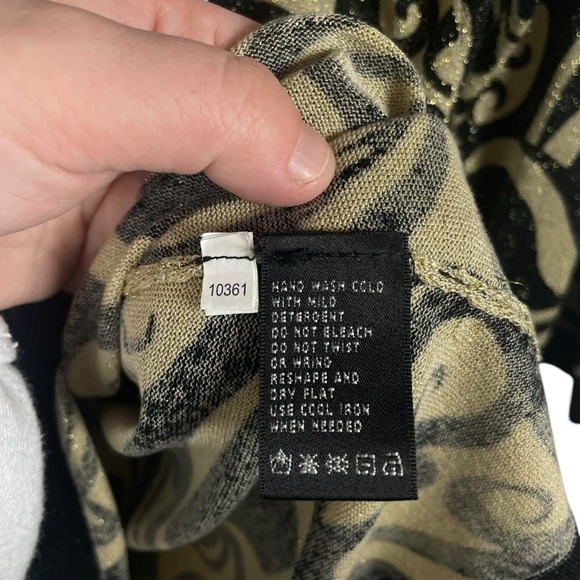 10361
HAND WASH COLD
WITH MILD
DETERGENT
DO NOT BLEACH
DO NOT TWIST
OR WRING
RESHAPE AND
DRY FLAT
USE COOL IRON
WHEN NEEDED